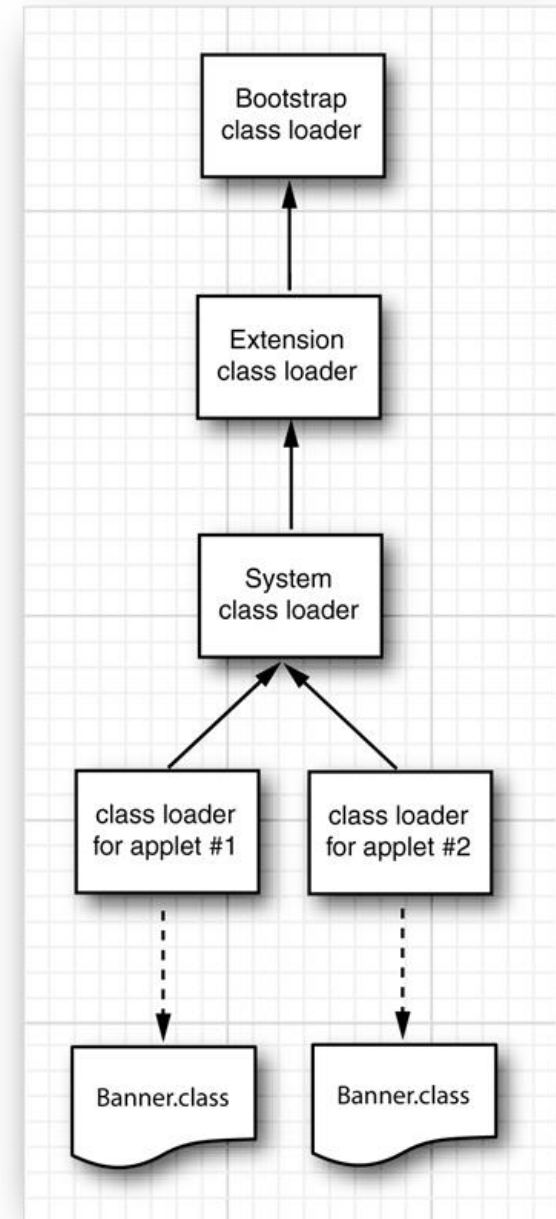 Bootstrap
class loader
Extension
class loader
System
class loader
class loader
for applet #1
class loader
for applet #2
Banner.class
Banner.class